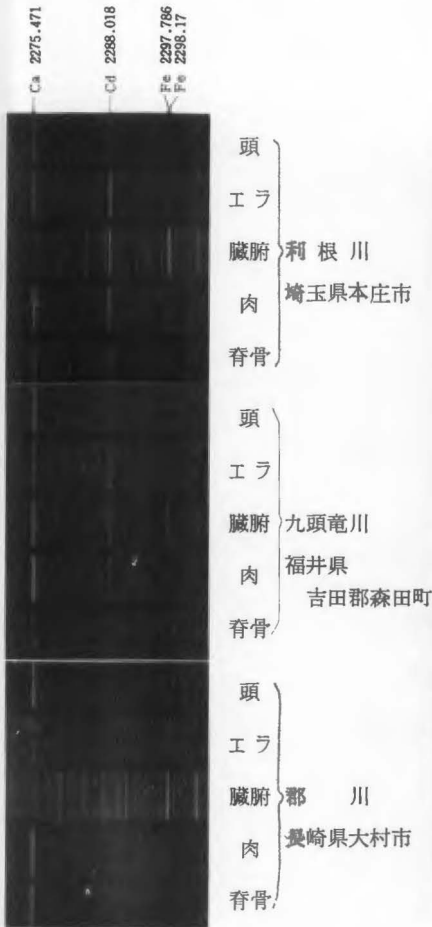 Ca 2275.471
Cd 2288.018
Fe 2297.786
Fe 2298.17
頭
エラ
臓腑
肉
脊骨
利根川
埼玉県本庄市
頭
エラ
臓腑
肉
脊骨
九頭竜川
福井県
吉田郡森田町
頭
エラ
臓腑
肉
脊骨
郡川
長崎県大村市